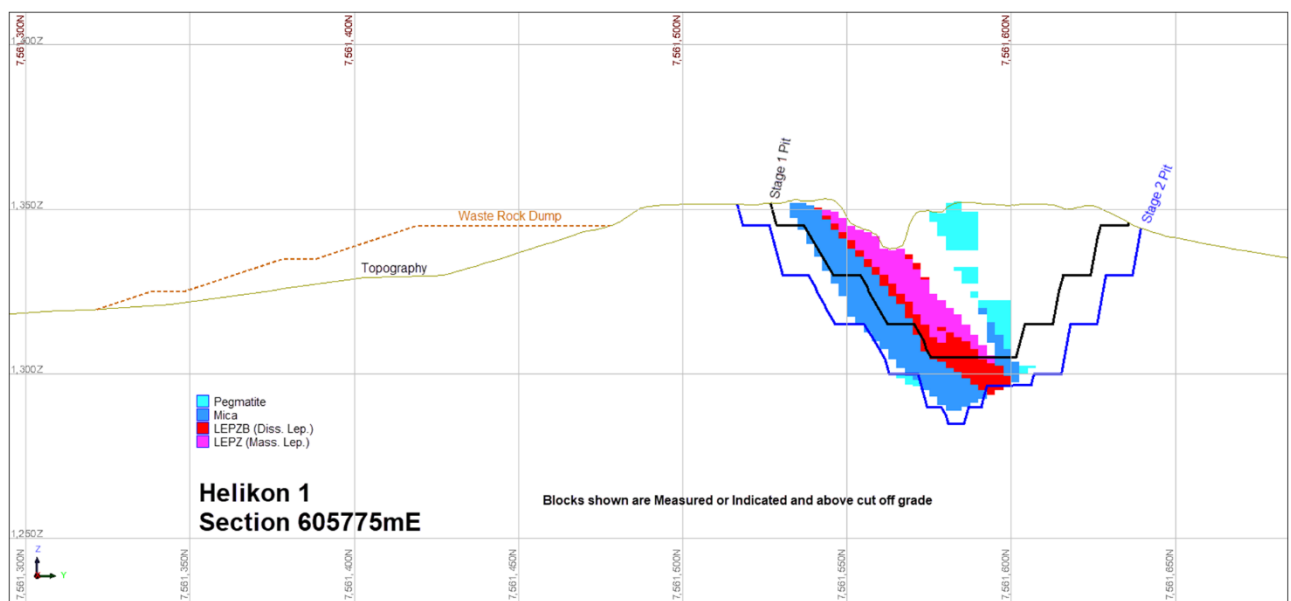 7,561,300N
7,561,400N
7,561,500N
7,561,600N
1,400Z
Stage 1 Pit
Stage 2 Pit
1,350Z
Waste Rock Dump
Topography
1,300Z
Pegmatite
Mica
LEPZB (Diss. Lep.)
LEPZ (Mass. Lep.)
Helikon 1
Section 605775mE
Blocks shown are Measured or Indicated and above cut off grade
1,250Z
Z
Y
7,561,300N
7,561,350N
7,561,400N
7,561,450N
7,561,500N
7,561,550N
7,561,600N
7,561,650N